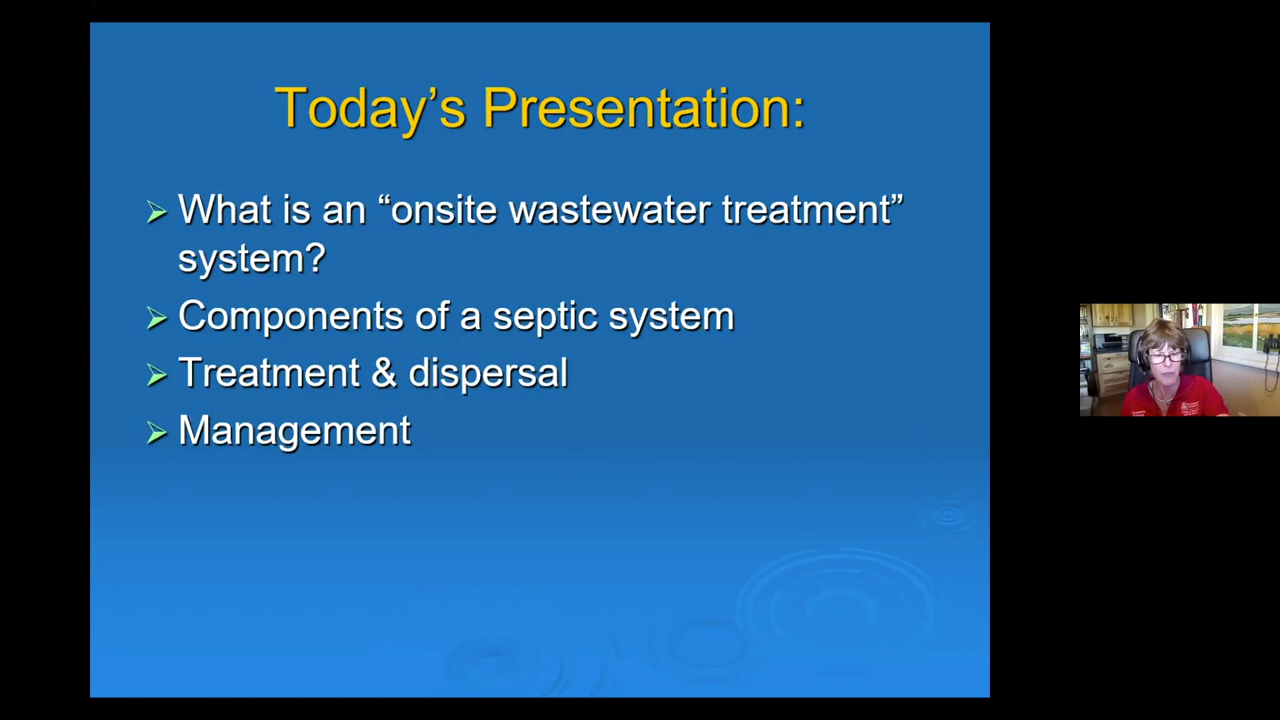 Today’s Presentation:
What is an “onsite wastewater treatment”
system?
Components of a septic system
Treatment & dispersal
Management